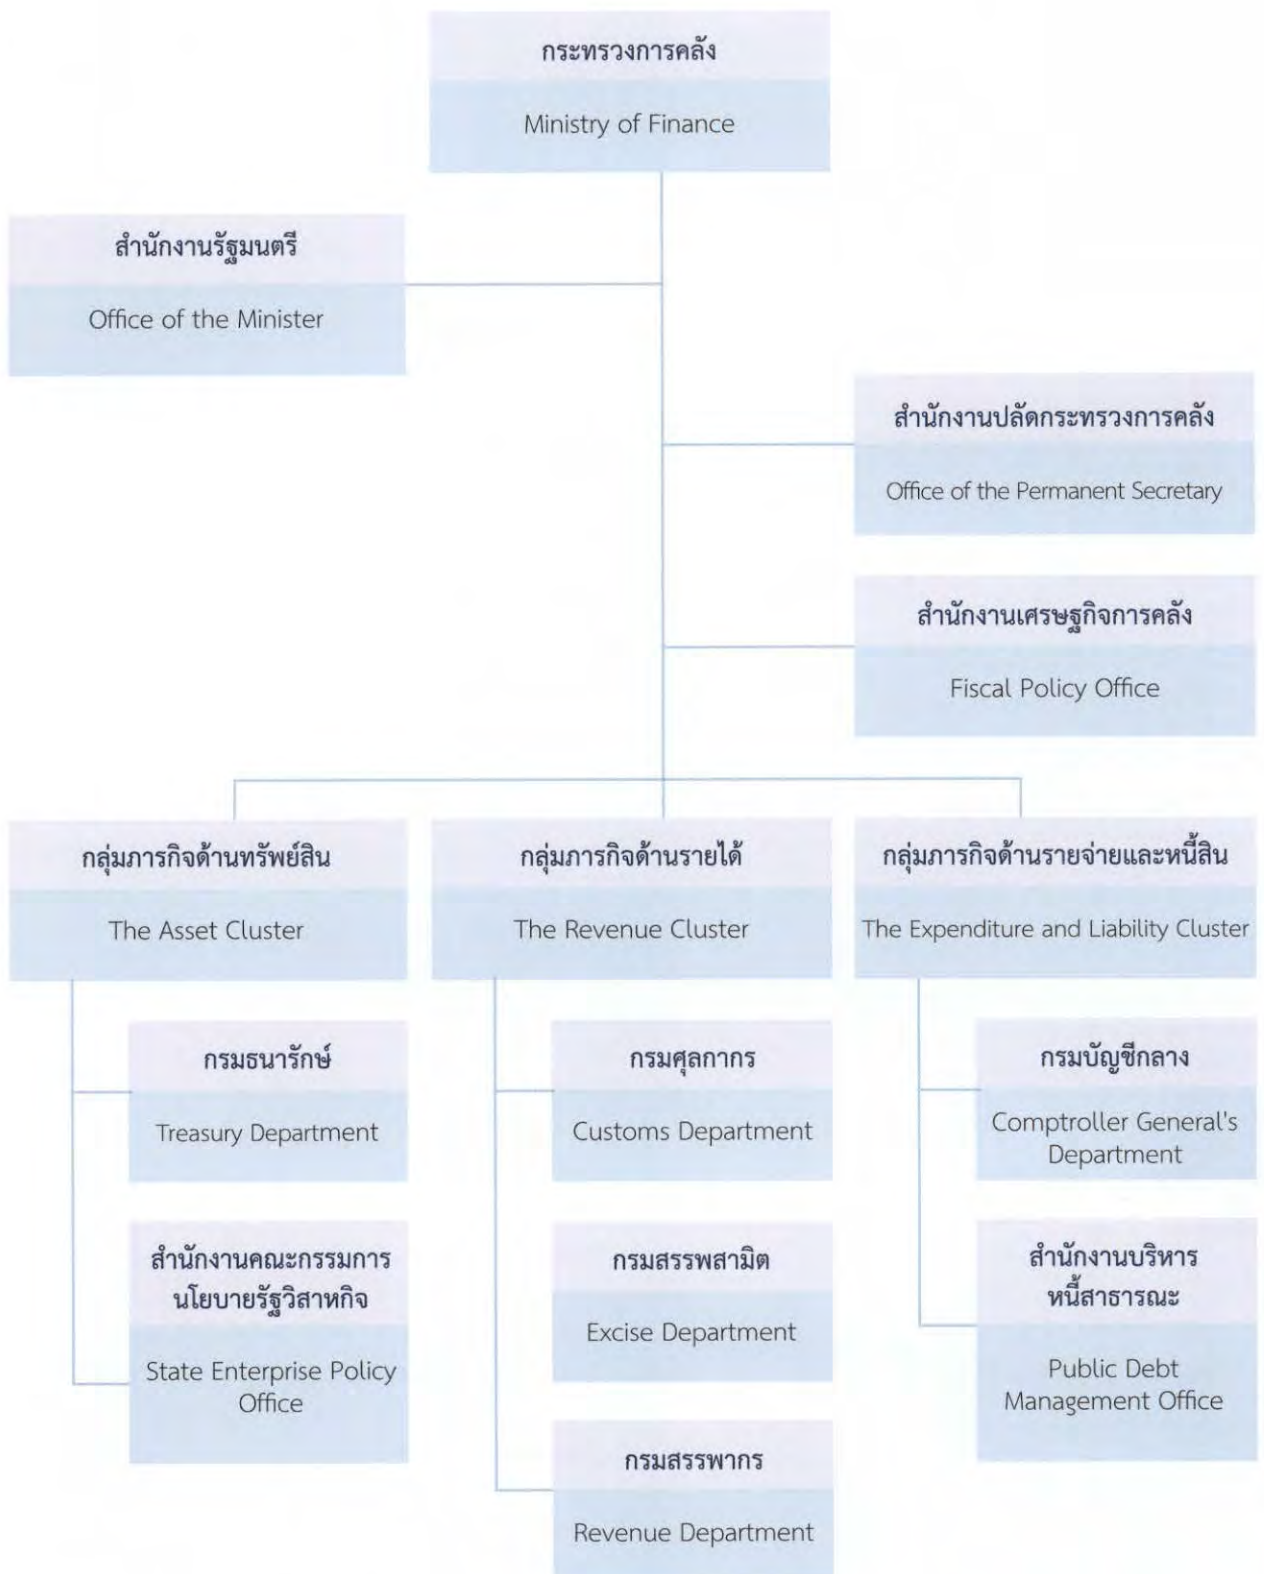 กระทรวงการคลัง
Ministry of Finance
สำนักงานรัฐมนตรี
Office of the Minister
สำนักงานปลัดกระทรวงการคลัง
Office of the Permanent Secretary
สำนักงานเศรษฐกิจการคลัง
Fiscal Policy Office
กลุ่มภารกิจด้านทรัพย์สิน
The Asset Cluster
กลุ่มภารกิจด้านรายได้
The Revenue Cluster
กลุ่มภารกิจด้านรายจ่ายและหนี้สิน
The Expenditure and Liability Cluster
กรมธนารักษ์
Treasury Department
สำนักงานคณะกรรมการ
นโยบายรัฐวิสาหกิจ
State Enterprise Policy
Office
กรมศุลกากร
Customs Department
กรมสรรพสามิต
Excise Department
กรมสรรพากร
Revenue Department
กรมบัญชีกลาง
Comptroller General's
Department
สำนักงานบริหาร
หนี้สาธารณะ
Public Debt
Management Office